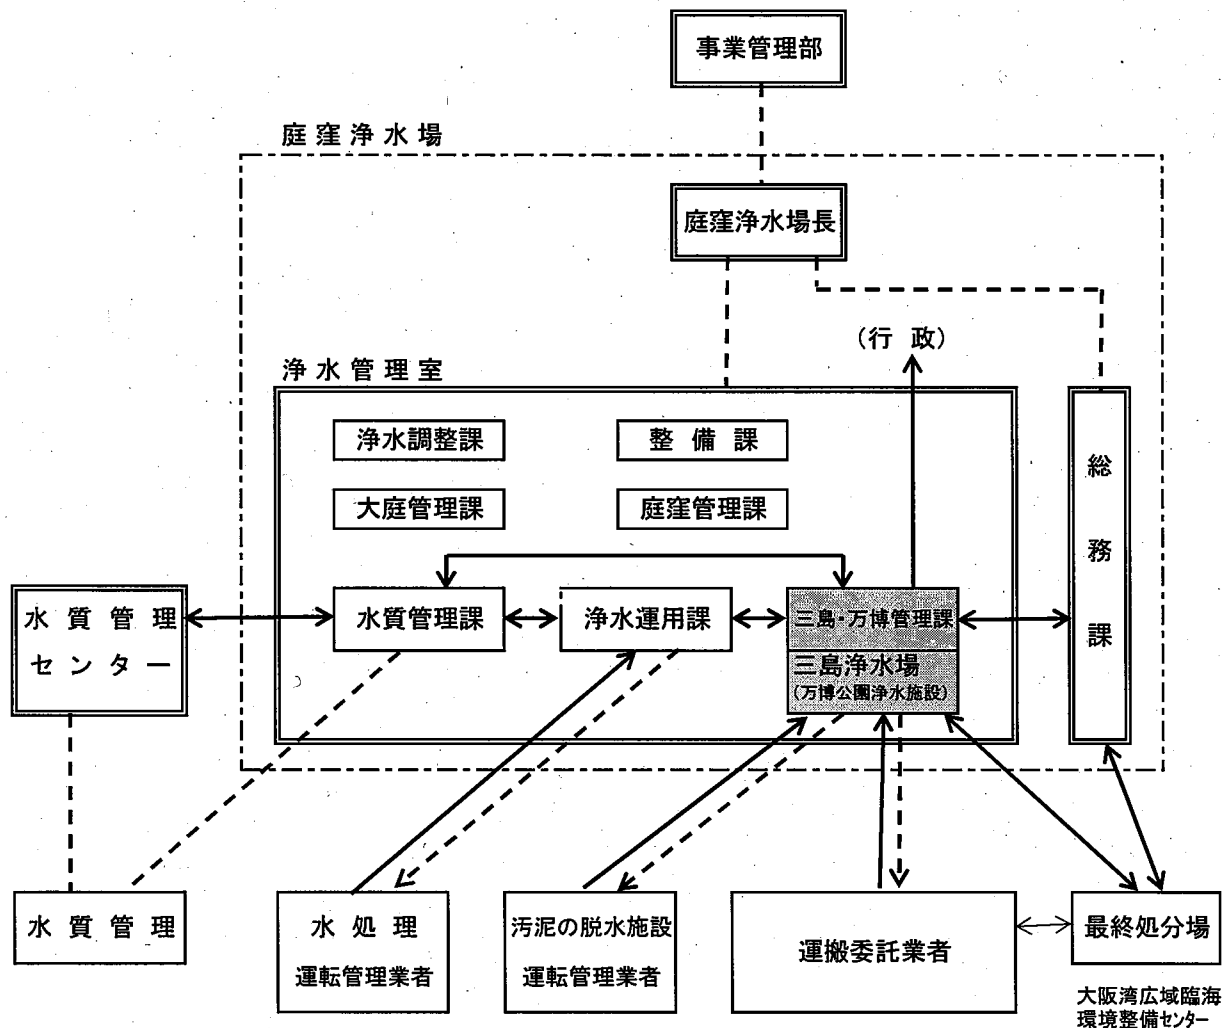 事業管理部
庭窪浄水場
庭窪浄水場長
(行 政)
浄水管理室
浄水調整課
整 備 課
大庭管理課
庭窪管理課
総務課
水質管理
センター
水質管理課
浄水運用課
三島・万博管理課
三島浄水場
(万博公園浄水施設)
水質管理
水処理
運転管理業者
汚泥の脱水施設
運転管理業者
運搬委託業者
最終処分場
大阪湾広域臨海
環境整備センター